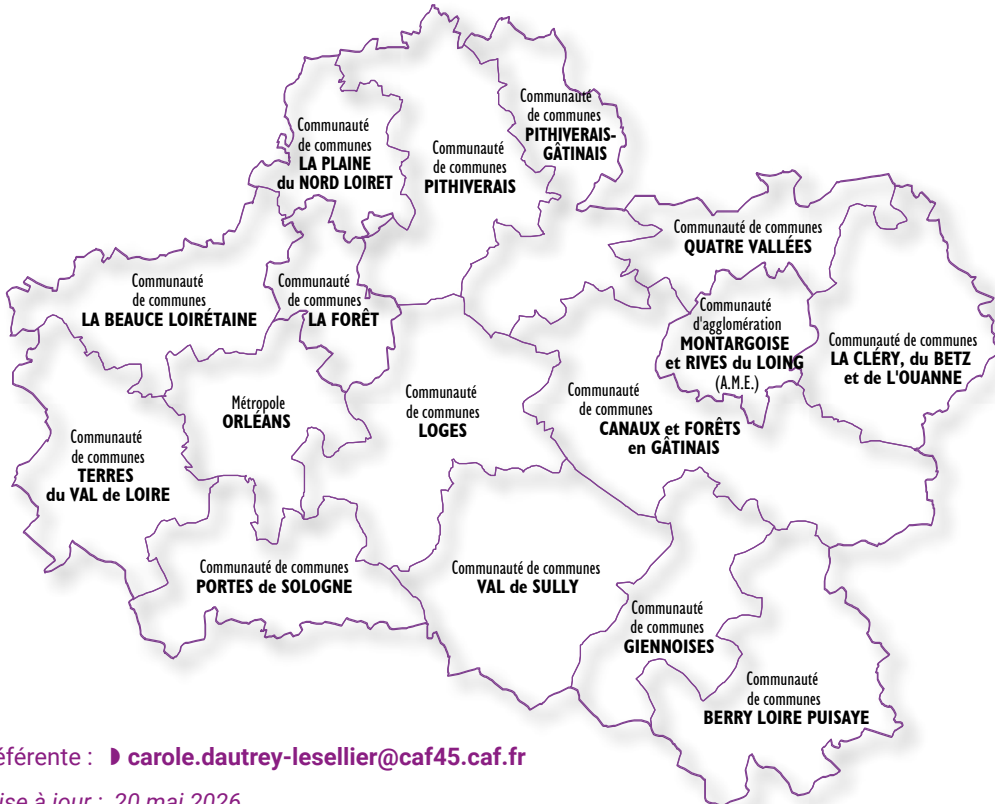 Communauté
de communes
PITHIVERAIS-
GÂTINAIS
Communauté
de communes
LA PLAINE
du NORD LOIRET
Communauté
de communes
PITHIVERAIS
Communauté de communes
QUATRE VALLÉES
Communauté
de communes
LA BEAUCE LOIRÉTAINE
Communauté
de communes
LA FORÊT
Communauté
d'agglomération
MONTARGOISE
et RIVES du LOING
(A.M.E.)
Communauté de communes
LA CLÉRY, du BETZ
et de L'OUANNE
Métropole
ORLÉANS
Communauté
de communes
LOGES
Communauté
de communes
CANAUX et FORÊTS
en GÂTINAIS
Communauté
de communes
TERRES
du VAL de LOIRE
Communauté de communes
PORTES de SOLOGNE
Communauté de communes
VAL de SULLY
Communauté
de communes
GIENNOISES
Communauté
de communes
BERRY LOIRE PUISAYE
éférente : ◗ carole.dautrey-lesellier@caf45.caf.fr
ise à jour : 20 mai 2026